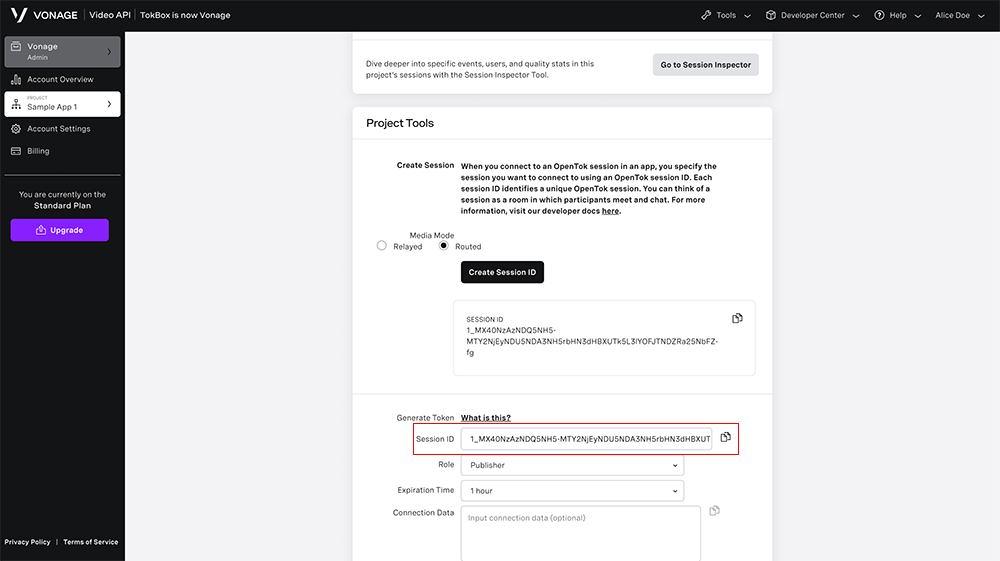 VONAGE | Video API | TokBox is now Vonage
Tools
Developer Center
Help
Alice Doe
Vonage
Admin
Account Overview
PROJECT
Sample App 1
Account Settings
Billing
You are currently on the
Standard Plan
Upgrade
Privacy Policy | Terms of Service
Dive deeper into specific events, users, and quality stats in this
project's sessions with the Session Inspector Tool.
Go to Session Inspector
Project Tools
Create Session
When you connect to an OpenTok session in an app, you specify the
session you want to connect to using an OpenTok session ID. Each
session ID identifies a unique OpenTok session. You can think of a
session as a room in which participants meet and chat. For more
information, visit our developer docs here.
Media Mode
Relayed
Routed
Create Session ID
SESSION ID
1_MX40NzAzNDQ5NH5-
MTY2NjEyNDU5NDA3NH5rbHN3dHBXUTk5L3lYOFJTNDZRa25NbFZ-
fg
Generate Token
What is this?
Session ID
1_MX40NzAzNDQ5NH5-MTY2NjEyNDU5NDA3NH5rbHN3dHBXUT
Role
Publisher
Expiration Time
1 hour
Connection Data
Input connection data (optional)